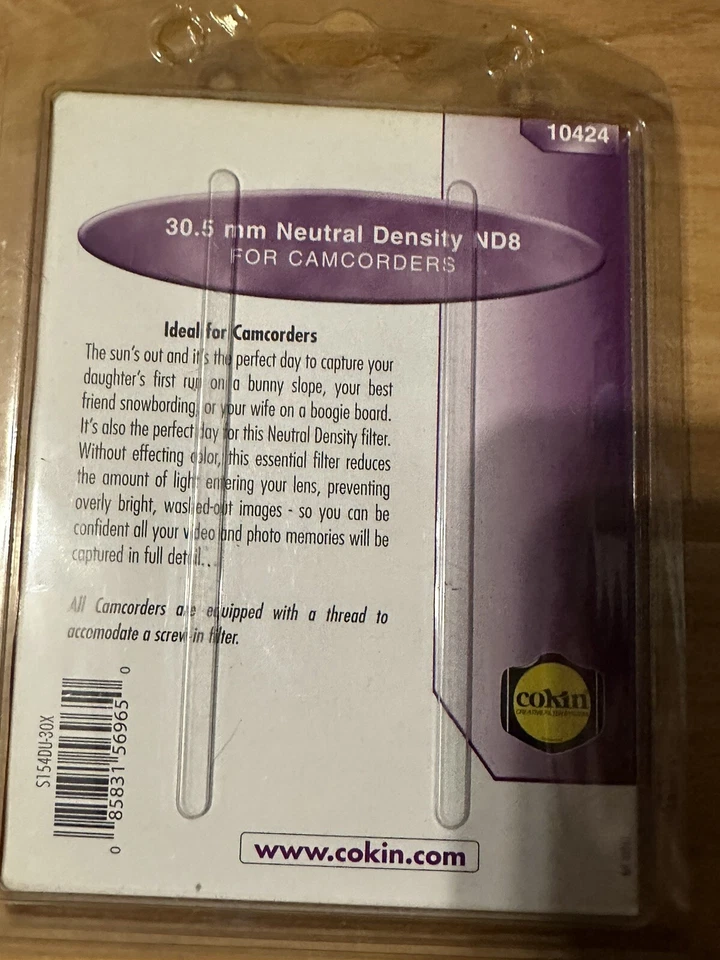 10424
30.5 mm Neutral Density ND8
FOR CAMCORDERS
Ideal for Camcorders
The sun's out and it's the perfect day to capture your
daughter's first run on a bunny slope, your best
friend snowbording, or your wife on a boogie board.
It's also the perfect day for this Neutral Density filter.
Without effecting color, this essential filter reduces
the amount of light entering your lens, preventing
overly bright, washed-out images - so you can be
confident all your video and photo memories will be
captured in full detail...
All Camcorders are equipped with a thread to
accomodate a screw-in filter.
S154DU-30X
0 85831 56965 0
cokin
CREATIVE FILTER SYSTEM
www.cokin.com